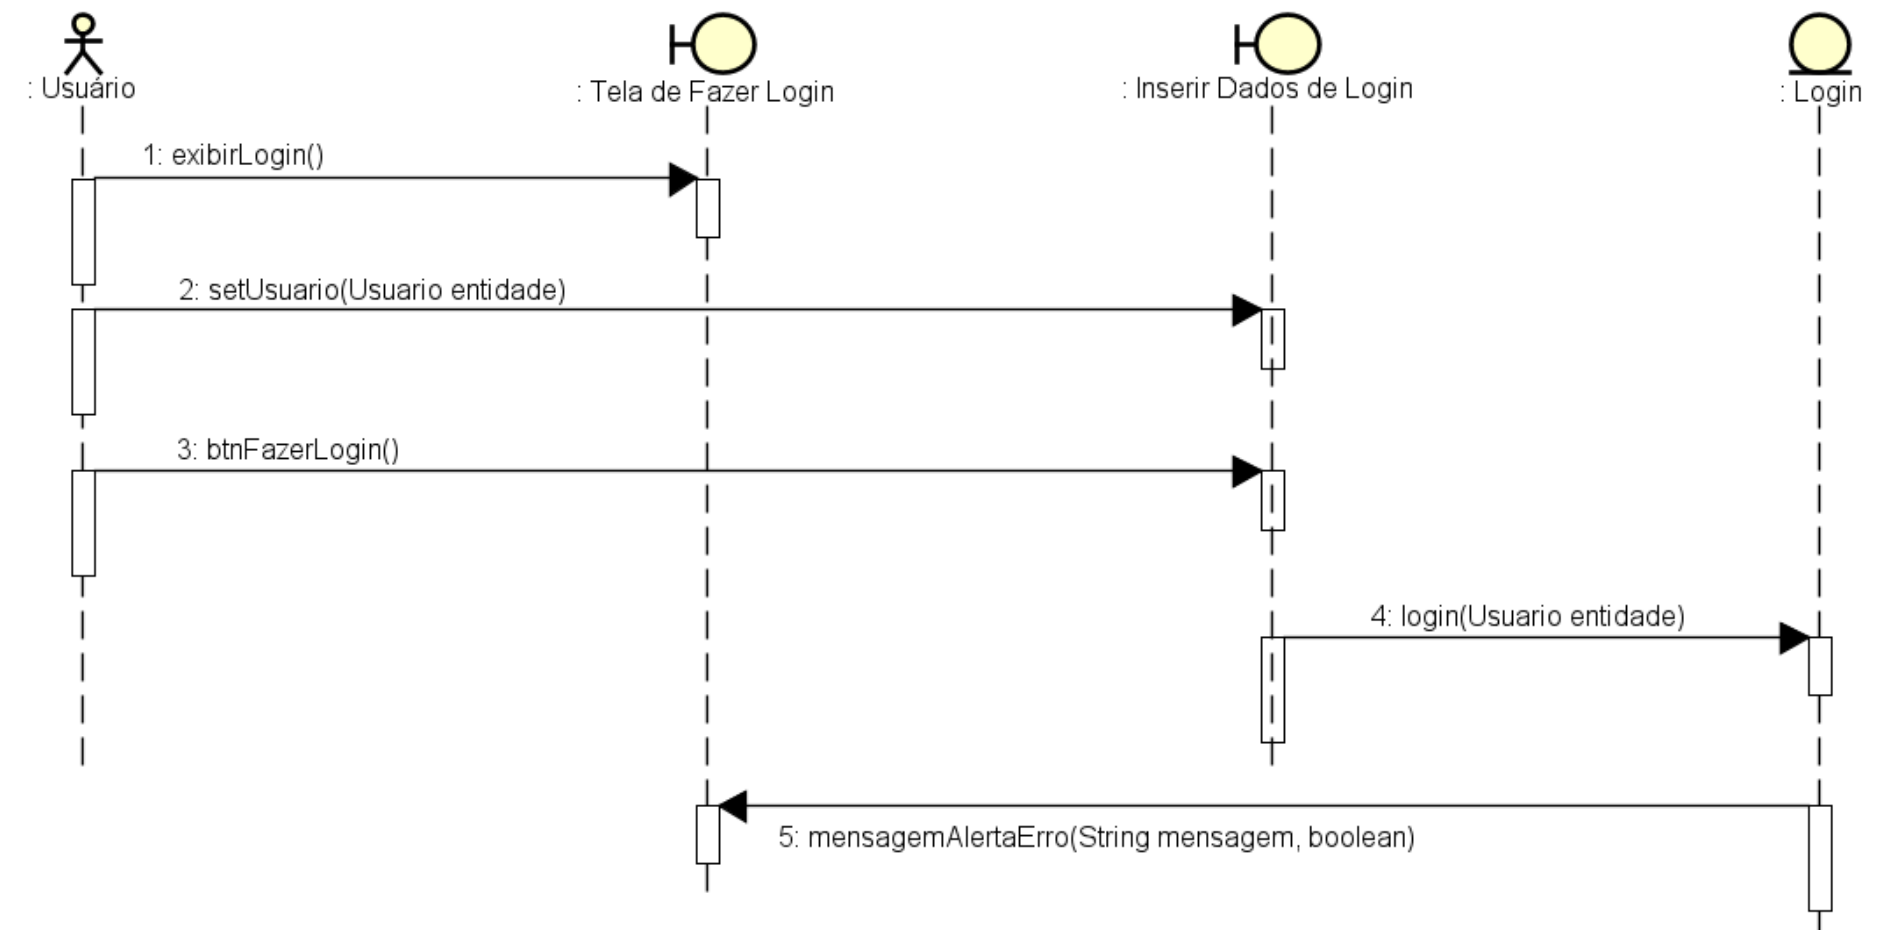 : Usuário
: Tela de Fazer Login
: Inserir Dados de Login
: Login
1: exibirLogin()
2: setUsuario(Usuario entidade)
3: btnFazerLogin()
4: login(Usuario entidade)
5: mensagemAlertaErro(String mensagem, boolean)